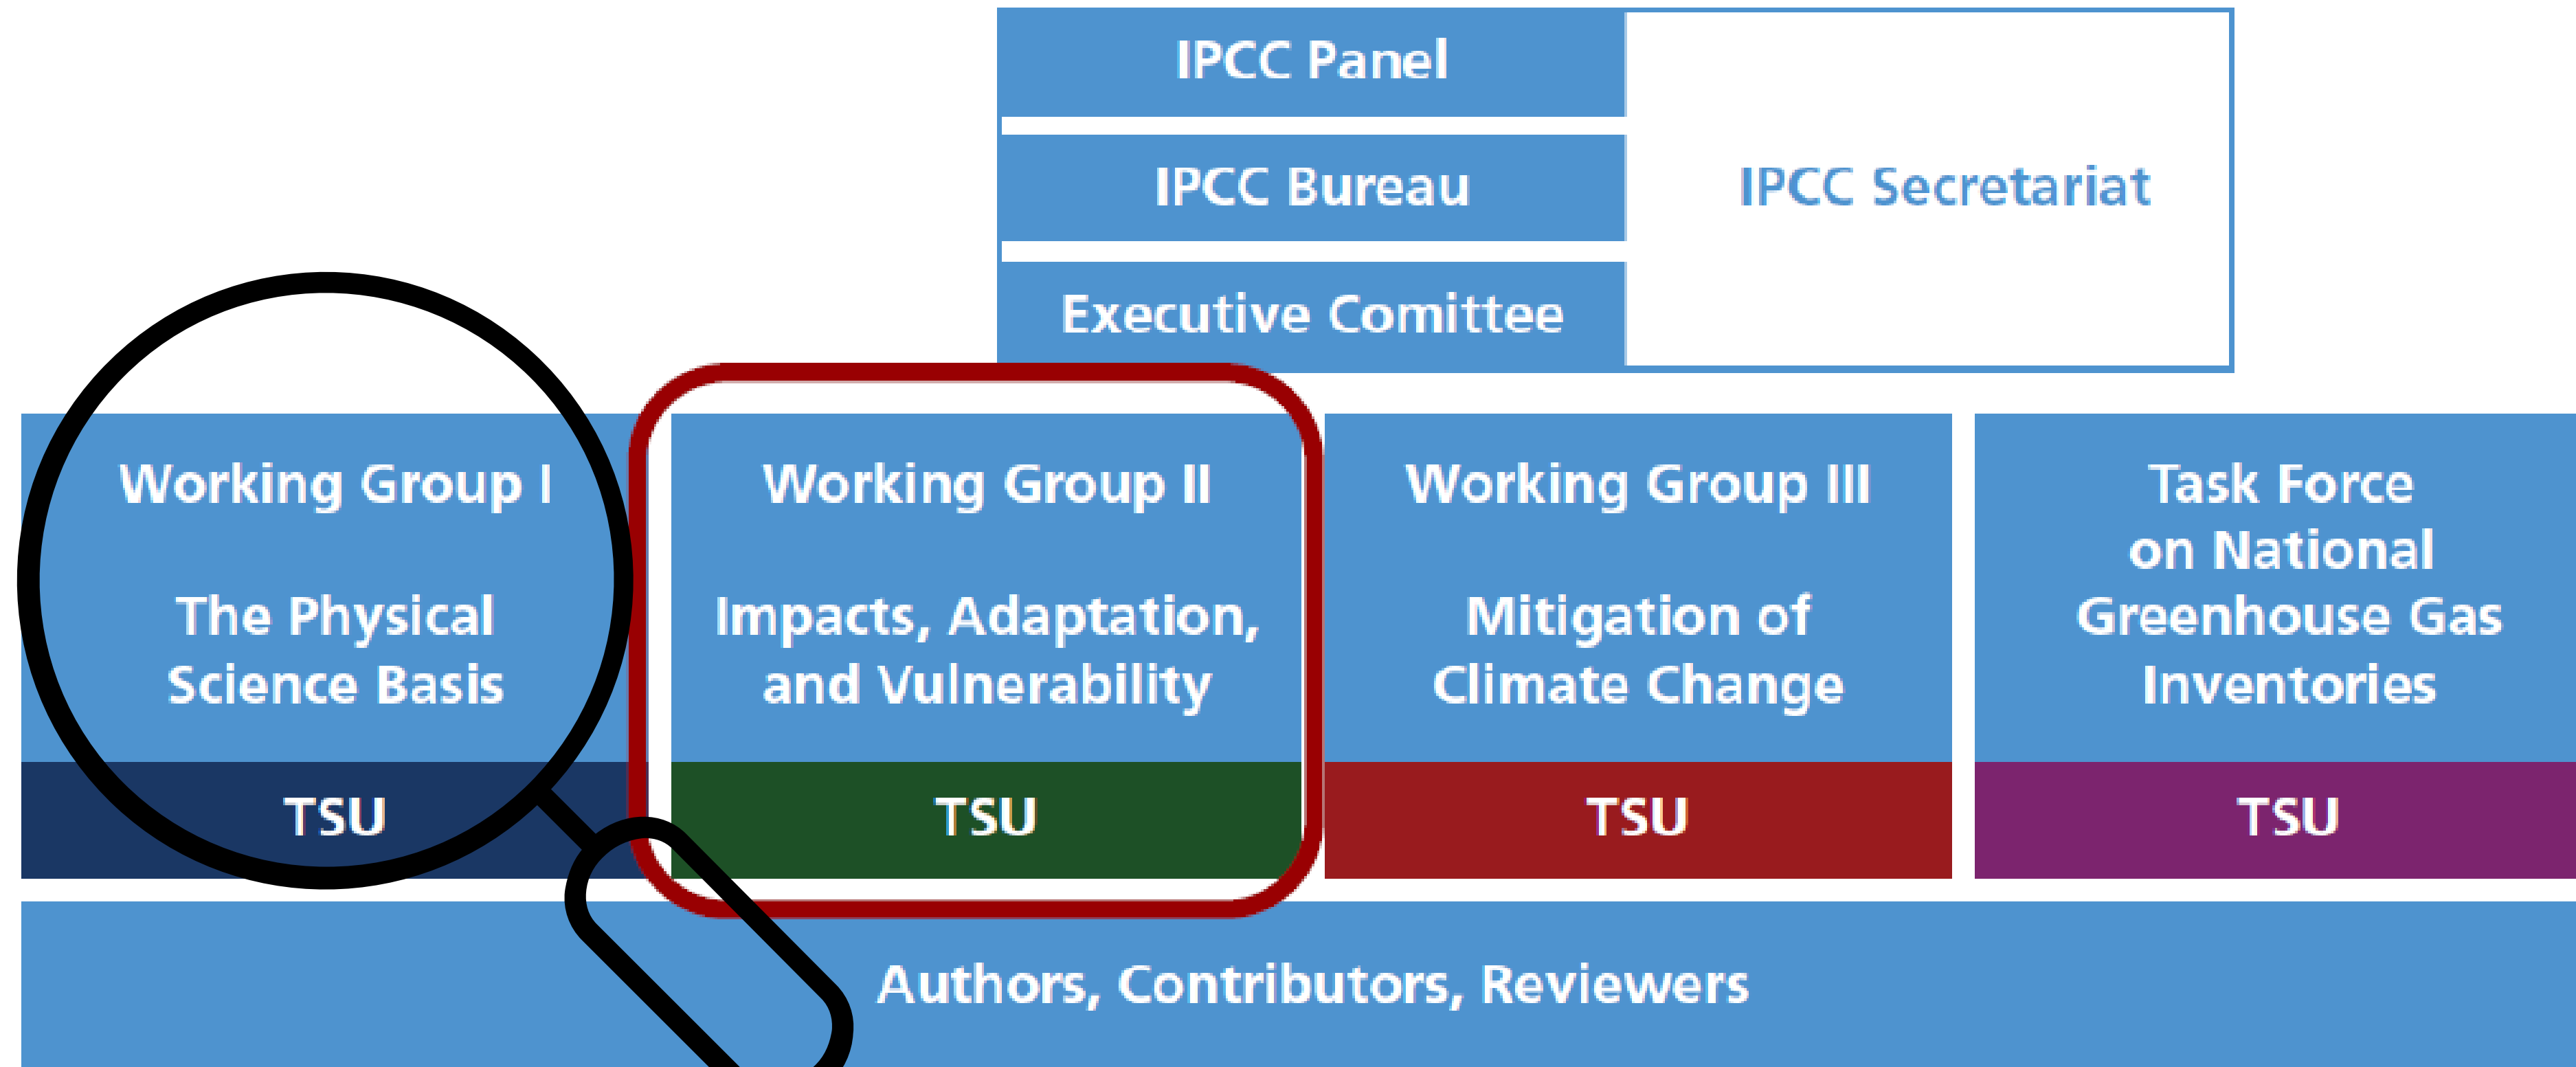 IPCC Panel
IPCC Bureau
IPCC Secretariat
Executive Comittee
Working Group I
The Physical
Science Basis
TSU
Working Group II
Impacts, Adaptation,
and Vulnerability
TSU
Working Group III
Mitigation of
Climate Change
TSU
Task Force
on National
Greenhouse Gas
Inventories
TSU
Authors, Contributors, Reviewers